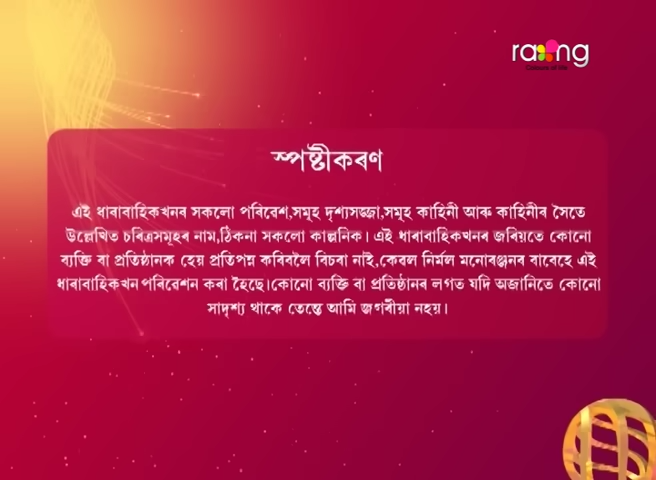 rang
স্পষ্টীকৰণ
এই ধাৰাবাহিকখনৰ সকলো পৰিৱেশ,সমূহ দৃশ্যসজ্জা,সমূহ কাহিনী আৰু কাহিনীৰ সৈতে
উল্লেখিত চৰিত্ৰসমূহৰ নাম,ঠিকনা সকলো কাল্পনিক। এই ধাৰাবাহিকখনৰ জৰিয়তে কোনো
ব্যক্তি বা প্ৰতিষ্ঠানক হেয় প্ৰতিপন্ন কৰিবলৈ বিচৰা নাই,কেৱল নিৰ্মল মনোৰঞ্জনৰ বাবেহে এই
ধাৰাবাহিকখন পৰিৱেশন কৰা হৈছে।কোনো ব্যক্তি বা প্ৰতিষ্ঠানৰ লগত যদি অজানিতে কোনো
সাদৃশ্য থাকে তেন্তে আমি জগৰীয়া নহয়।